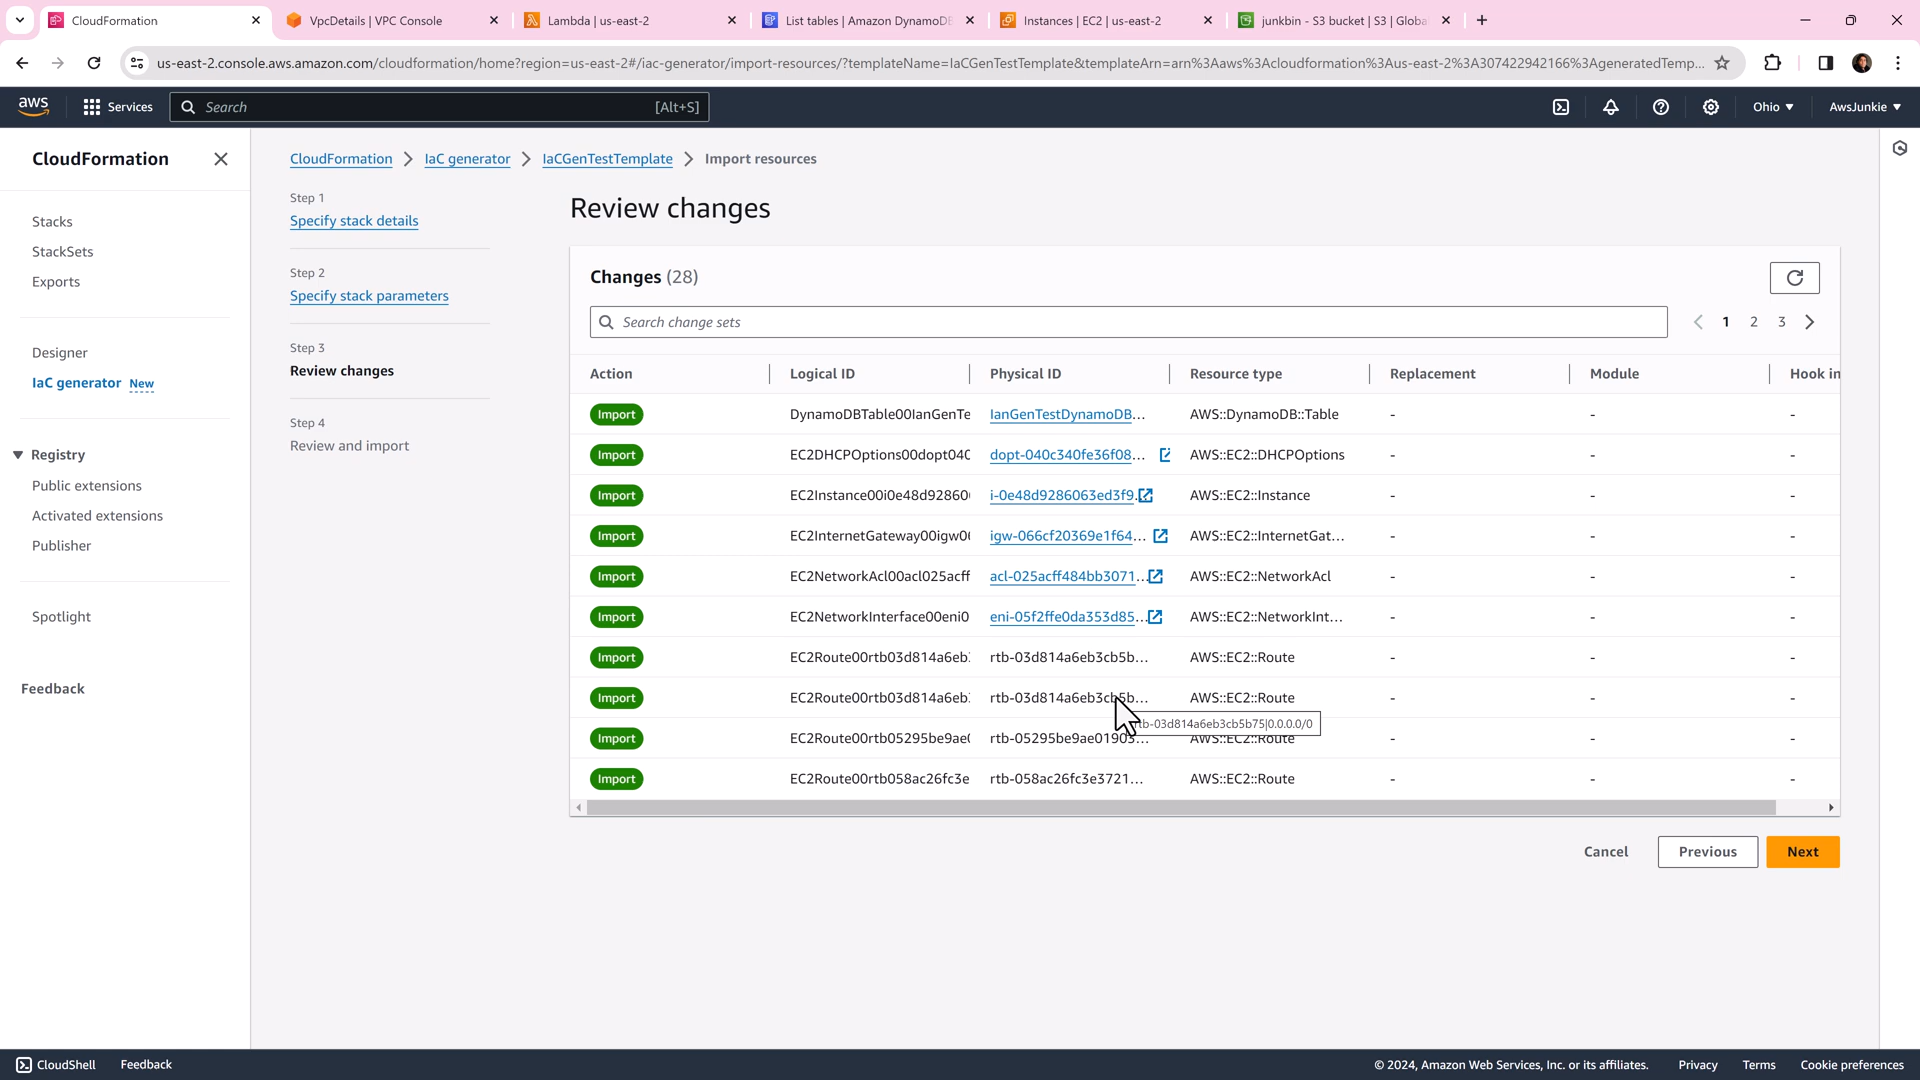 CloudFormation
VpcDetails | VPC Console
Lambda | us-east-2
List tables | Amazon DynamoDB
Instances | EC2 | us-east-2
junkbin - S3 bucket | S3 | Globa
us-east-2.console.aws.amazon.com/cloudformation/home?region=us-east-2#/iac-generator/import-resources/?templateName=IaCGenTestTemplate&templateArn=arn%3Aaws%3Acloudformation%3Aus-east-2%3A307422942166%3AgeneratedTemp...
aws
Services
Search
[Alt+S]
Ohio
AwsJunkie
CloudFormation
Stacks
StackSets
Exports
Designer
IaC generator New
Registry
Public extensions
Activated extensions
Publisher
Spotlight
Feedback
CloudFormation
IaC generator
IaCGenTestTemplate
Import resources
Step 1
Specify stack details
Step 2
Specify stack parameters
Step 3
Review changes
Step 4
Review and import
Review changes
Changes (28)
Search change sets
1 2 3
Action Logical ID Physical ID Resource type Replacement Module Hook in
Import DynamoDBTable00IanGenTe IanGenTestDynamoDB... AWS::DynamoDB::Table - - -
Import EC2DHCPOptions00dopt040 dopt-040c340fe36f08... AWS::EC2::DHCPOptions - - -
Import EC2Instance00i0e48d92860 i-0e48d9286063ed3f9 AWS::EC2::Instance - - -
Import EC2InternetGateway00igw0 igw-066cf20369e1f64... AWS::EC2::InternetGat... - - -
Import EC2NetworkAcl00acl025acff acl-025acff484bb3071... AWS::EC2::NetworkAcl - - -
Import EC2NetworkInterface00eni0 eni-05f2ffe0da353d85... AWS::EC2::NetworkInt... - - -
Import EC2Route00rtb03d814a6eb rtb-03d814a6eb3cb5b... AWS::EC2::Route - - -
Import EC2Route00rtb03d814a6eb rtb-03d814a6eb3cb5b... AWS::EC2::Route - - -
rtb-03d814a6eb3cb5b75|0.0.0.0/0
Import EC2Route00rtb05295be9ae rtb-05295be9ae01903... AWS::EC2::Route - - -
Import EC2Route00rtb058ac26fc3e rtb-058ac26fc3e3721... AWS::EC2::Route - - -
Cancel
Previous
Next
CloudShell
Feedback
© 2024, Amazon Web Services, Inc. or its affiliates.
Privacy
Terms
Cookie preferences